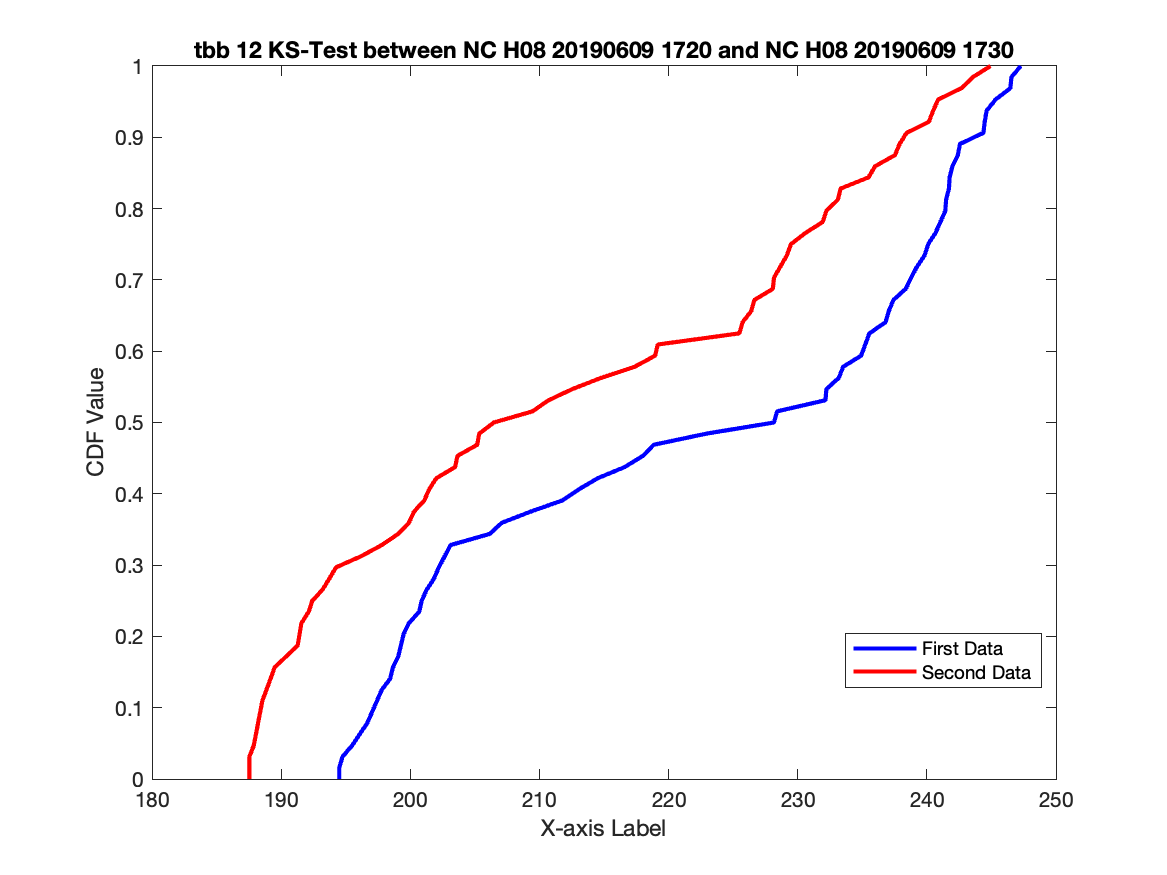 tbb 12 KS-Test between NC H08 20190609 1720 and NC H08 20190609 1730
1
0.9
0.8
0.7
0.6
0.5
0.4
0.3
0.2
0.1
0
CDF Value
First Data
Second Data
180 190 200 210 220 230 240 250
X-axis Label